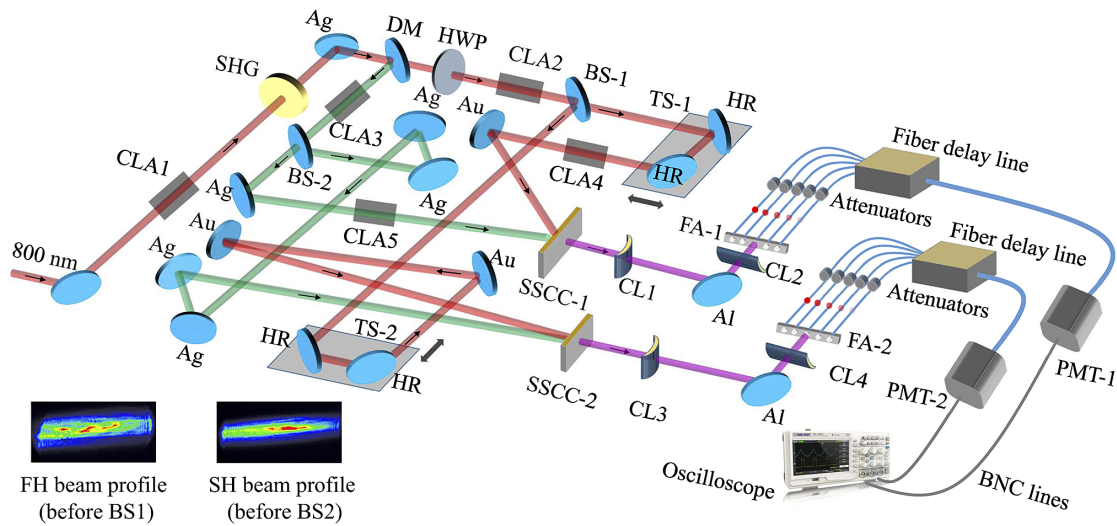 Ag
DM
HWP
CLA2
BS-1
TS-1
HR
SHG
Ag
Au
CLA3
HR
CLA4
CLA1
BS-2
Ag
Ag
CLA5
Au
Ag
800 nm
Fiber delay line
Attenuators
FA-1
Fiber delay line
CL2
Attenuators
SSCC-1
CL1
Al
Au
TS-2
HR
HR
Ag
FA-2
SSCC-2
CL3
CL4
Al
PMT-1
PMT-2
Oscilloscope
BNC lines
FH beam profile
(before BS1)
SH beam profile
(before BS2)